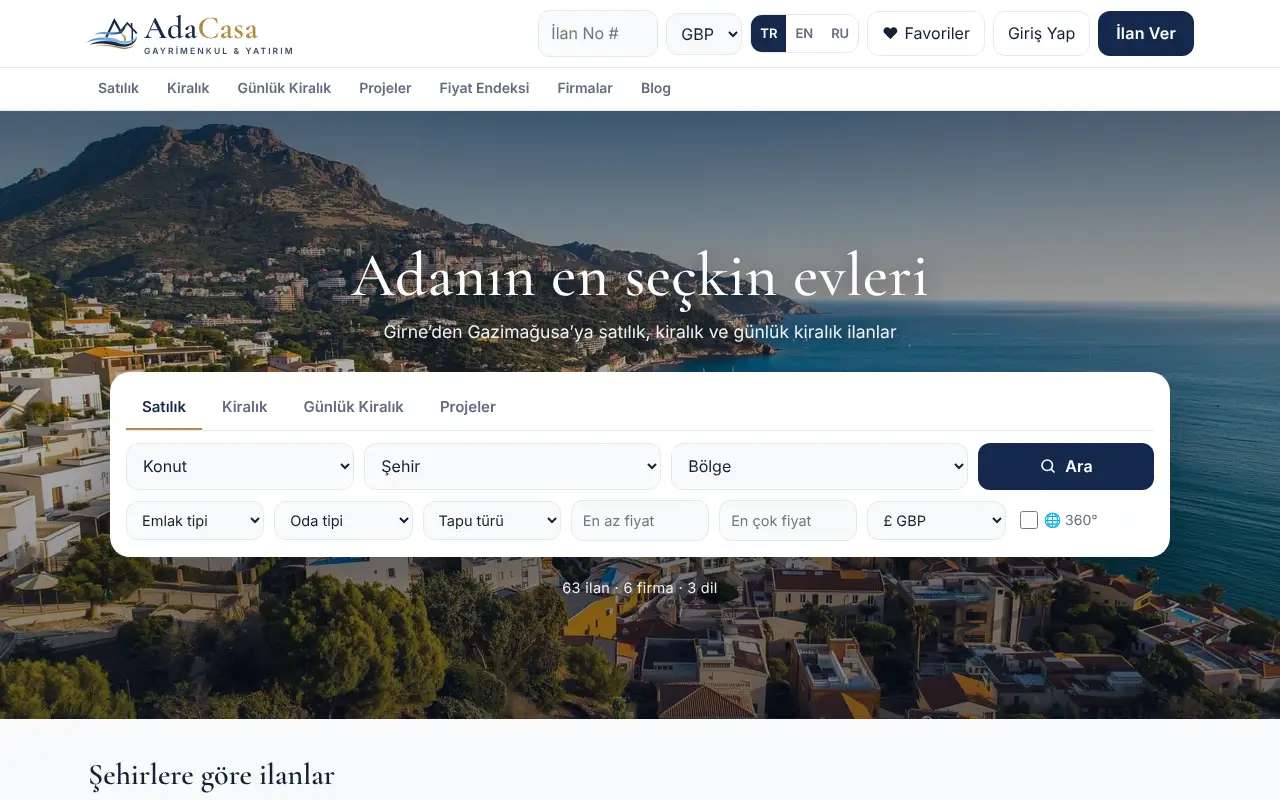 AdaCasa
GAYRİMENKUL & YATIRIM
İlan No #
GBP
TR EN RU
♥ Favoriler
Giriş Yap
İlan Ver
Satılık Kiralık Günlük Kiralık Projeler Fiyat Endeksi Firmalar Blog
Adanın en seçkin evleri
Girne’den Gazimağusa’ya satılık, kiralık ve günlük kiralık ilanlar
Satılık Kiralık Günlük Kiralık Projeler
Konut Şehir Bölge Ara
Emlak tipi Oda tipi Tapu türü En az fiyat En çok fiyat £ GBP 🌐 360°
63 ilan · 6 firma · 3 dil
Şehirlere göre ilanlar